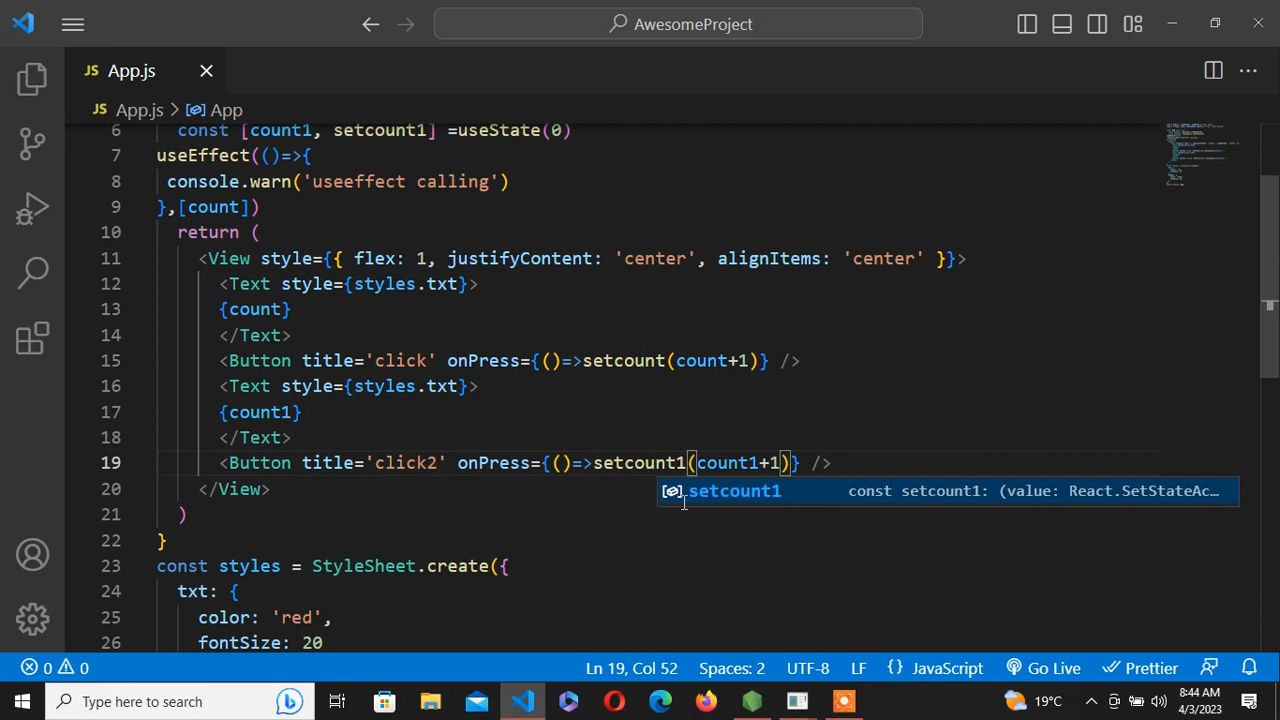 AwesomeProject
JS App.js
JS App.js > App
6 const [count1, setcount1] =useState(0)
7 useEffect(()=>{
8 console.warn('useeffect calling')
9 },[count])
10 return (
11 <View style={{ flex: 1, justifyContent: 'center', alignItems: 'center' }}>
12 <Text style={styles.txt}>
13 {count}
14 </Text>
15 <Button title='click' onPress={()=>setcount(count+1)} />
16 <Text style={styles.txt}>
17 {count1}
18 </Text>
19 <Button title='click2' onPress={()=>setcount1(count1+1)} />
setcount1 const setcount1: (value: React.SetStateAc…
20 </View>
21 )
22 }
23 const styles = StyleSheet.create({
24 txt: {
25 color: 'red',
26 fontSize: 20
0 0 Ln 19, Col 52 Spaces: 2 UTF-8 LF {} JavaScript Go Live Prettier
Type here to search 19°C 8:44 AM
4/3/2023